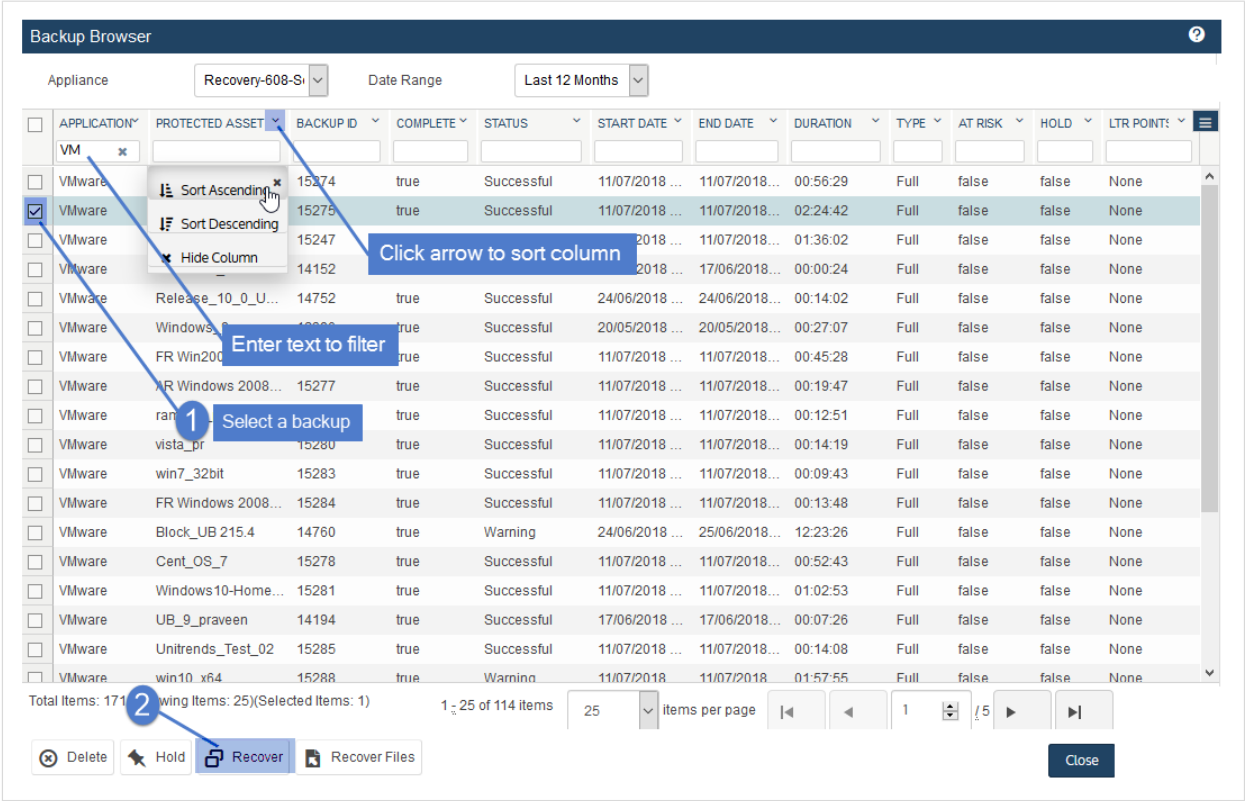 Backup Browser
Appliance Recovery-608- Date Range Last 12 Months
APPLICATION PROTECTED ASSET BACKUP ID COMPLETE STATUS START DATE END DATE DURATION TYPE AT RISK HOLD LTR POINTS
VM
VMware 15274 true Successful 11/07/2018 ... 11/07/2018... 00:56:29 Full false false None
Sort Ascending
VMware 15275 true Successful 11/07/2018 ... 11/07/2018... 02:24:42 Full false false None
Sort Descending
VMware 15247 2018 ... 11/07/2018... 01:36:02 Full false false None
Click arrow to sort column
Hide Column
VMware 14152 2018 ... 17/06/2018... 00:00:24 Full false false None
VMware Release_10_0_U... 14752 true Successful 24/06/2018 ... 24/06/2018... 00:14:02 Full false false None
VMware Windows_ true Successful 20/05/2018 ... 20/05/2018... 00:27:07 Full false false None
Enter text to filter
VMware FR Win200 true Successful 11/07/2018 ... 11/07/2018... 00:45:28 Full false false None
VMware AR Windows 2008... 15277 true Successful 11/07/2018 ... 11/07/2018... 00:19:47 Full false false None
VMware true Successful 11/07/2018 ... 11/07/2018... 00:12:51 Full false false None
1 Select a backup
VMware vista_pr 15280 true Successful 11/07/2018 ... 11/07/2018... 00:14:19 Full false false None
VMware win7_32bit 15283 true Successful 11/07/2018 ... 11/07/2018... 00:09:43 Full false false None
VMware FR Windows 2008... 15284 true Successful 11/07/2018 ... 11/07/2018... 00:13:48 Full false false None
VMware Block_UB 215.4 14760 true Warning 24/06/2018 ... 25/06/2018... 12:23:26 Full false false None
VMware Cent_OS_7 15278 true Successful 11/07/2018 ... 11/07/2018... 00:52:43 Full false false None
VMware Windows10-Home... 15281 true Successful 11/07/2018 ... 11/07/2018... 01:02:53 Full false false None
VMware UB_9_praveen 14194 true Successful 17/06/2018 ... 17/06/2018... 00:07:26 Full false false None
VMware Unitrends_Test_02 15285 true Successful 11/07/2018 ... 11/07/2018... 00:14:08 Full false false None
VMware win10_x64 15288 true Warning 11/07/2018 11/07/2018 01:57:55 Full false false None
Total Items: 171 wing Items: 25)(Selected Items: 1) 1 - 25 of 114 items 25 items per page 1 / 5
2
Delete Hold Recover Recover Files Close